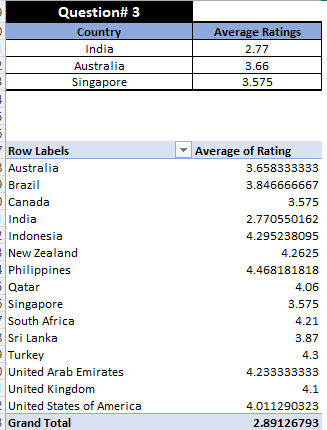 Question# 3
Country Average Ratings
India 2.77
Australia 3.66
Singapore 3.575
Row Labels Average of Rating
Australia 3.658333333
Brazil 3.846666667
Canada 3.575
India 2.770550162
Indonesia 4.295238095
New Zealand 4.2625
Philippines 4.468181818
Qatar 4.06
Singapore 3.575
South Africa 4.21
Sri Lanka 3.87
Turkey 4.3
United Arab Emirates 4.233333333
United Kingdom 4.1
United States of America 4.011290323
Grand Total 2.89126793